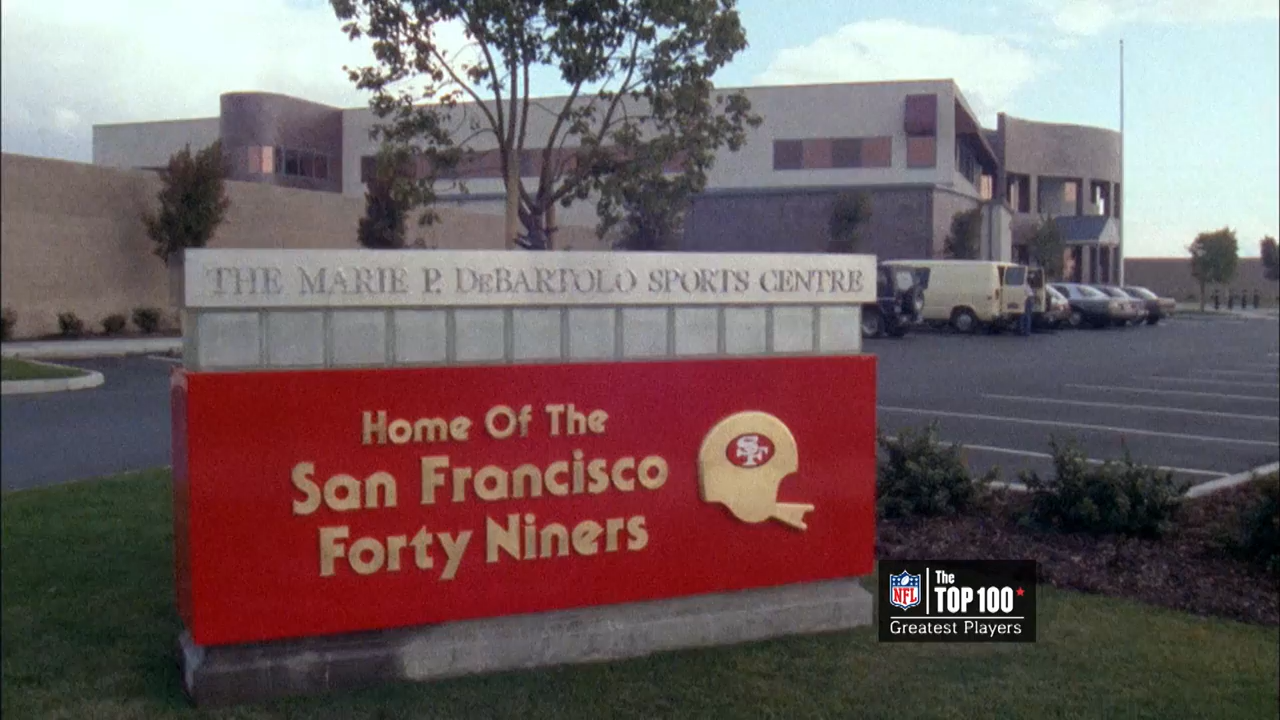 THE MARIE P. DEBARTOLO SPORTS CENTRE
Home Of The
San Francisco
Forty Niners
SF
NFL
The
TOP 100
Greatest Players